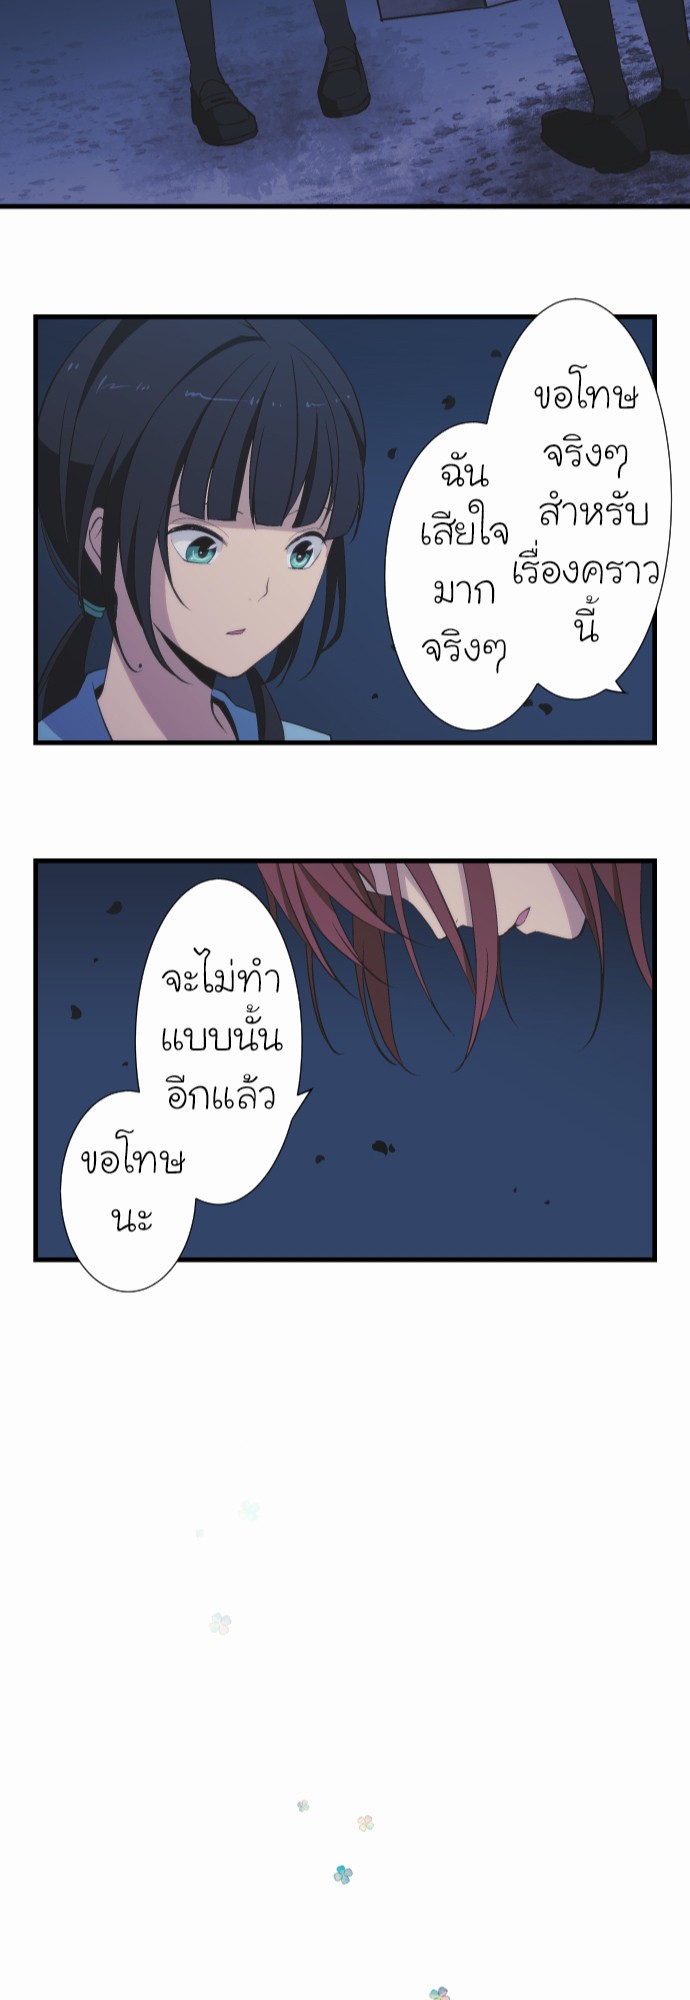 ขอโทษ
จริงๆ
สำหรับ
เรื่องคราว
นี้
ฉัน
เสียใจ
มาก
จริงๆ
จะไม่ทำ
แบบนั้น
อีกแล้ว
ขอโทษ
นะ